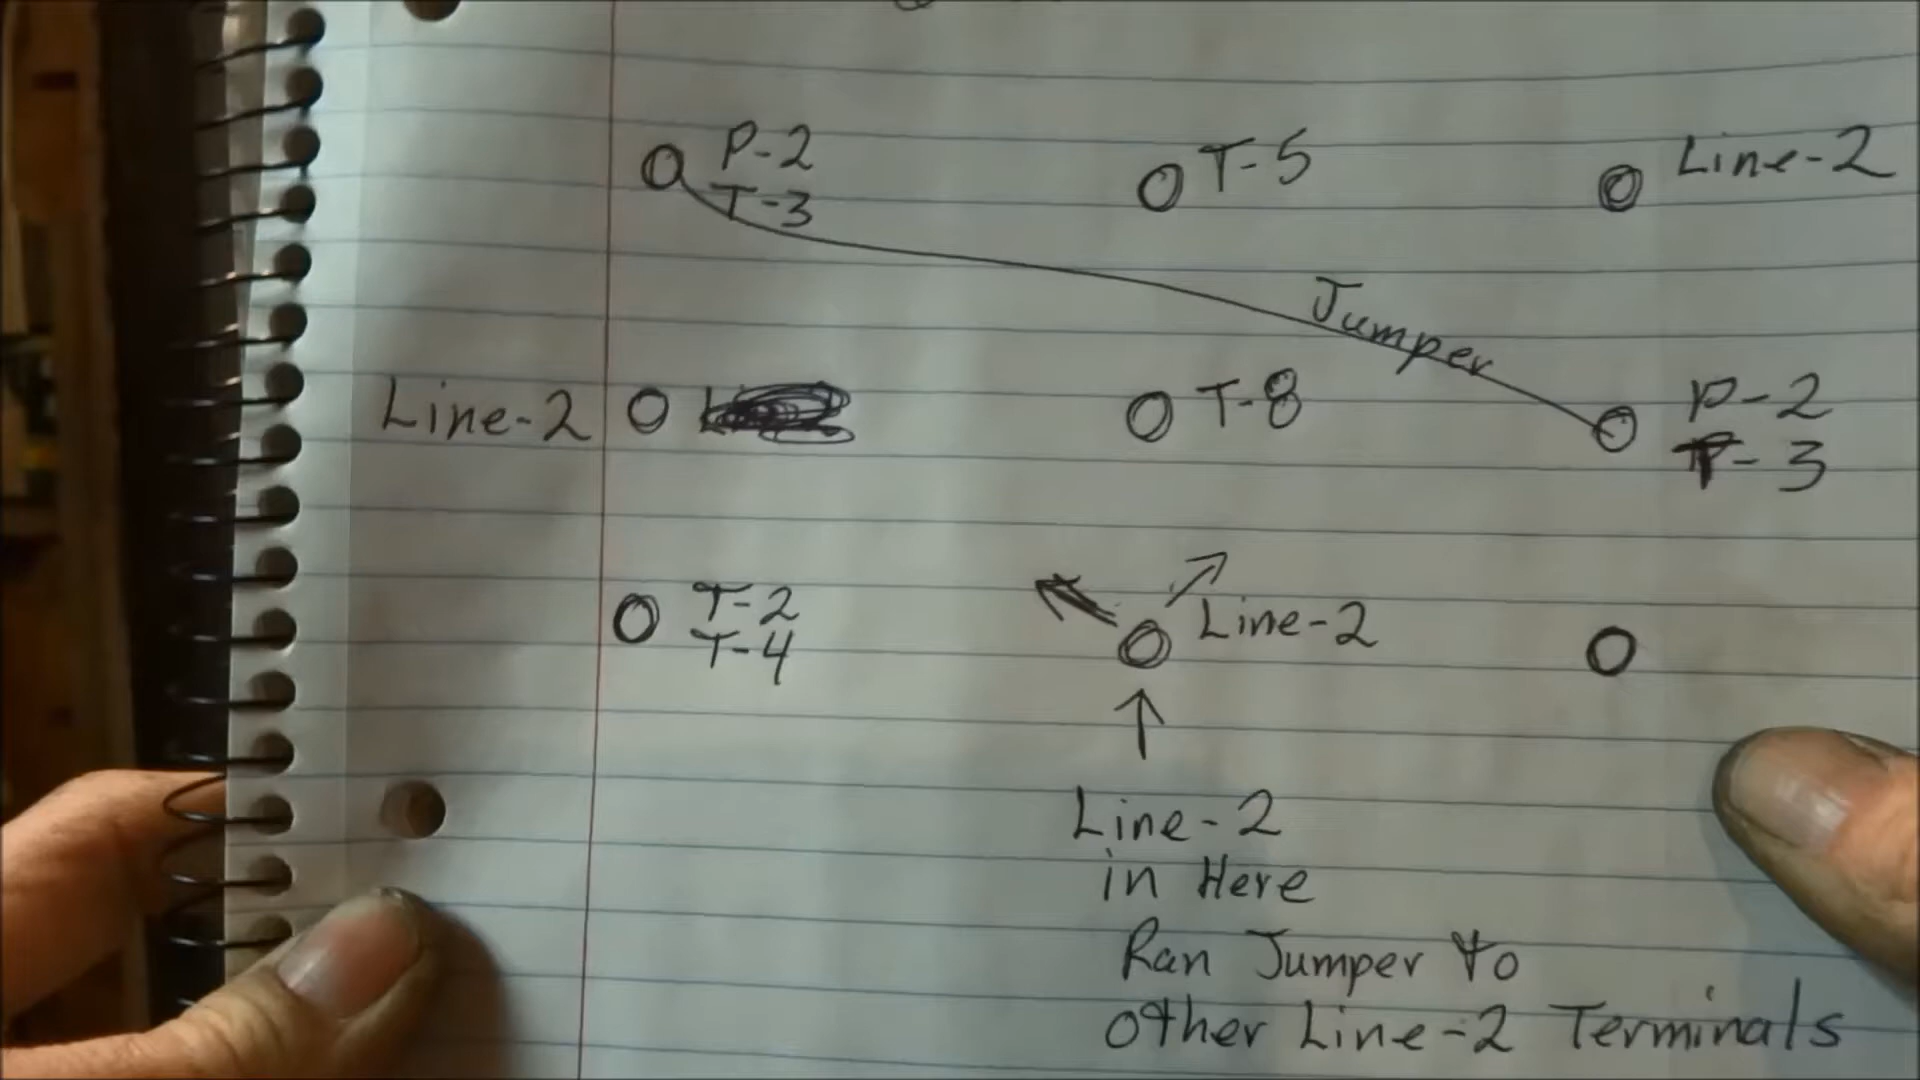 P-2
T-3
T-5
Line-2
Jumper
Line-2
T-8
P-2
T-3
T-2
T-4
Line-2
Line-2
in Here
Ran Jumper to
other Line-2 Terminals